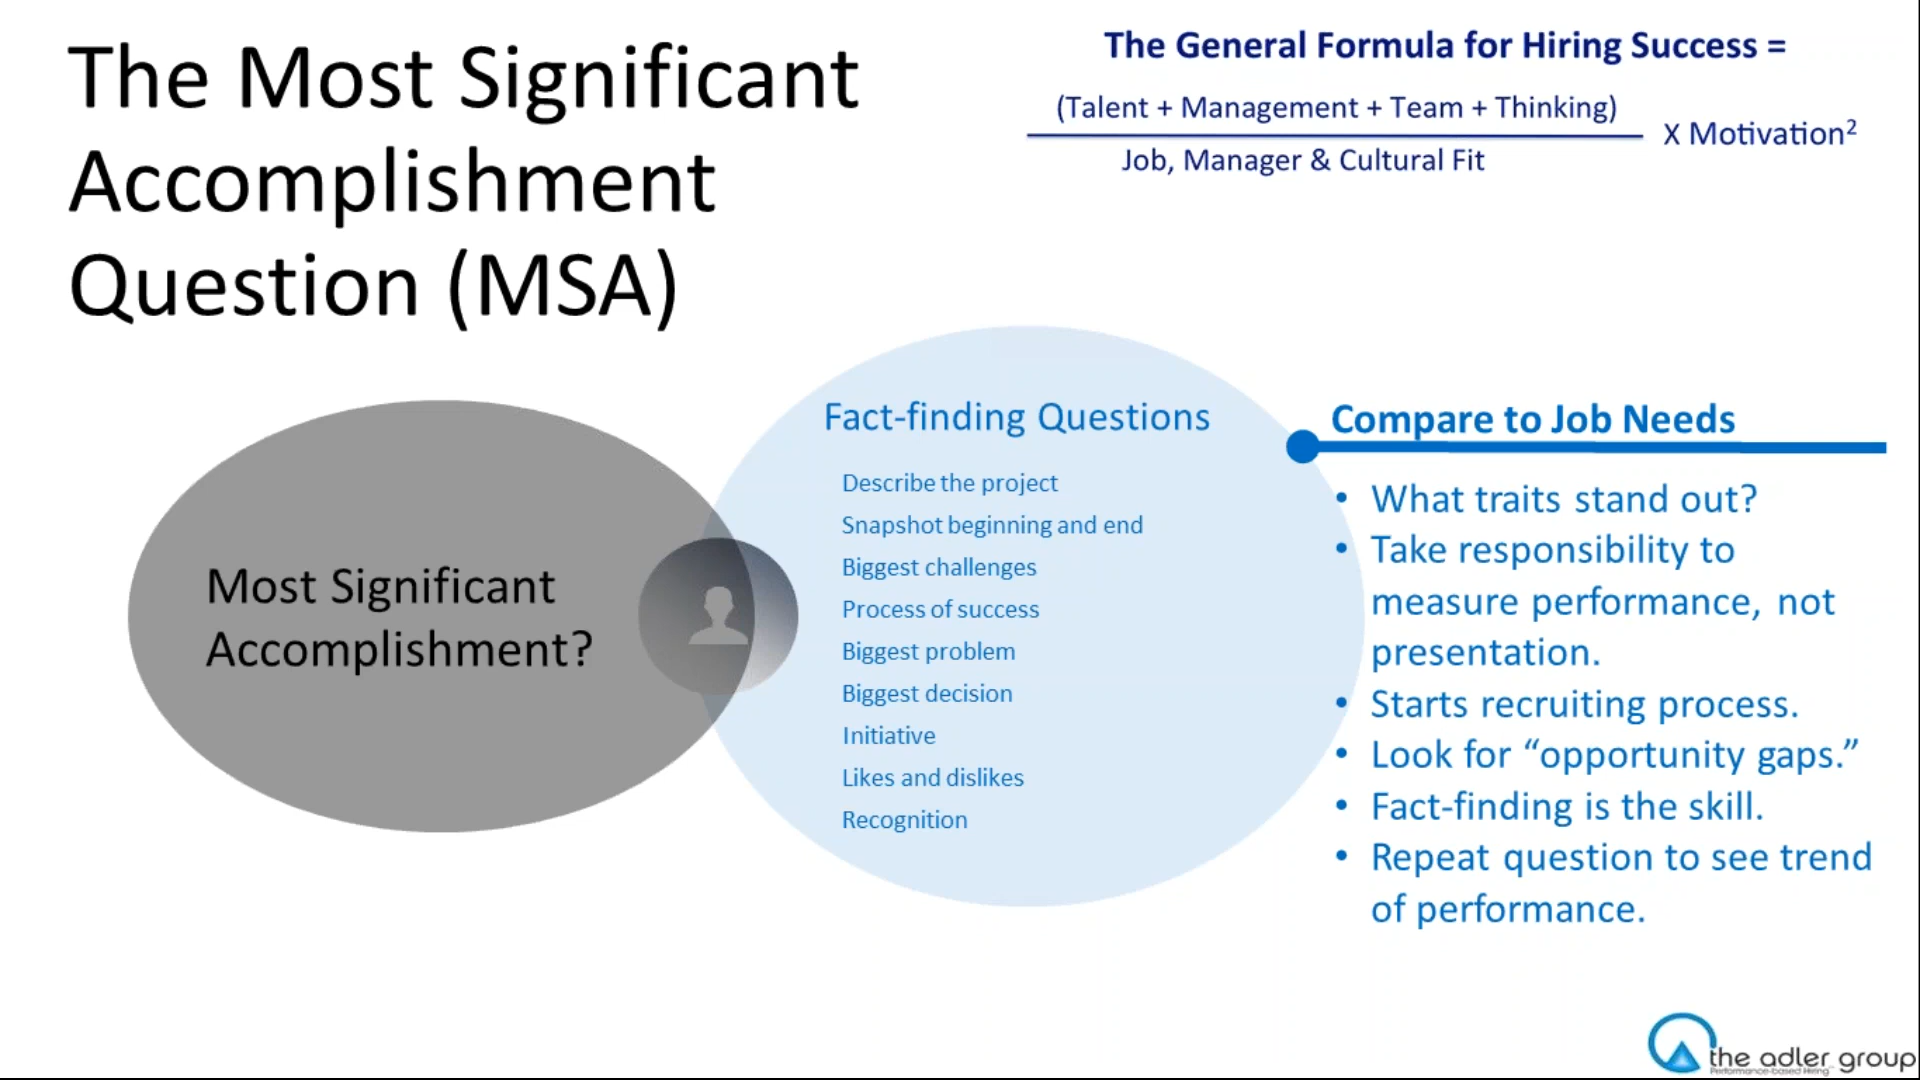 The Most Significant
Accomplishment
Question (MSA)
The General Formula for Hiring Success =
(Talent + Management + Team + Thinking)
Job, Manager & Cultural Fit
X Motivation²
Most Significant
Accomplishment?
Fact-finding Questions
Describe the project
Snapshot beginning and end
Biggest challenges
Process of success
Biggest problem
Biggest decision
Initiative
Likes and dislikes
Recognition
Compare to Job Needs
• What traits stand out?
• Take responsibility to
measure performance, not
presentation.
• Starts recruiting process.
• Look for “opportunity gaps.”
• Fact-finding is the skill.
• Repeat question to see trend
of performance.
the adler group
Performance-based Hiring